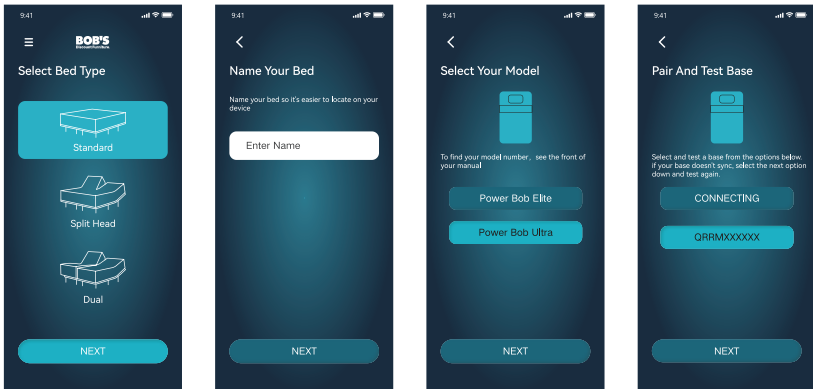 9:41
BOB'S
Discount Furniture
Select Bed Type
Standard
Split Head
Dual
NEXT
9:41
Name Your Bed
Name your bed so it's easier to locate on your
device
Enter Name
NEXT
9:41
Select Your Model
To find your model number, see the front of
your manual
Power Bob Elite
Power Bob Ultra
NEXT
9:41
Pair And Test Base
Select and test a base from the options below.
if your base doesn't sync, select the next option
down and test again.
CONNECTING
QRRMXXXXXX
NEXT